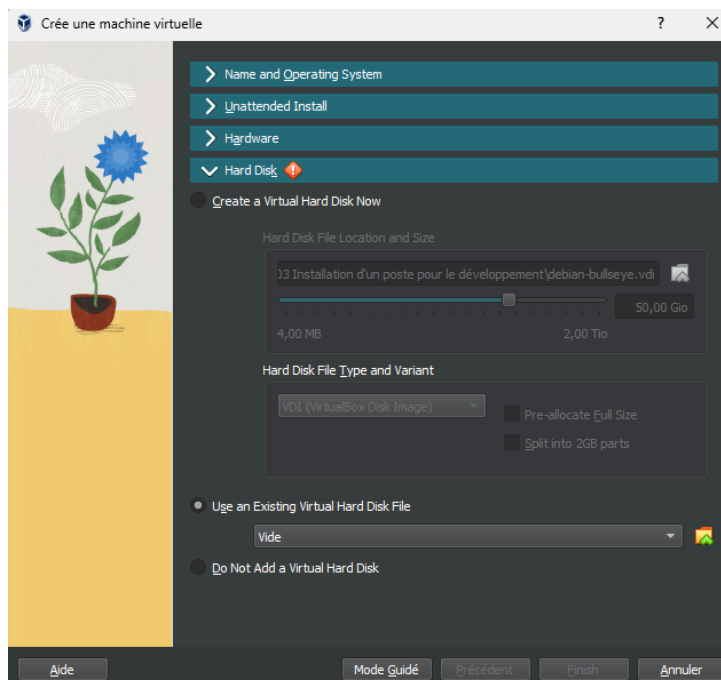 Crée une machine virtuelle
Name and Operating System
Unattended Install
Hardware
Hard Disk
Create a Virtual Hard Disk Now
Hard Disk File Location and Size
03 Installation d'un poste pour le développement\debian-bullseye.vdi
50,00 Gio
4,00 MB 2,00 Tio
Hard Disk File Type and Variant
VDI (VirtualBox Disk Image)
Pre-allocate Full Size
Split into 2GB parts
Use an Existing Virtual Hard Disk File
Vide
Do Not Add a Virtual Hard Disk
Aide Mode Guidé Précédent Finish Annuler